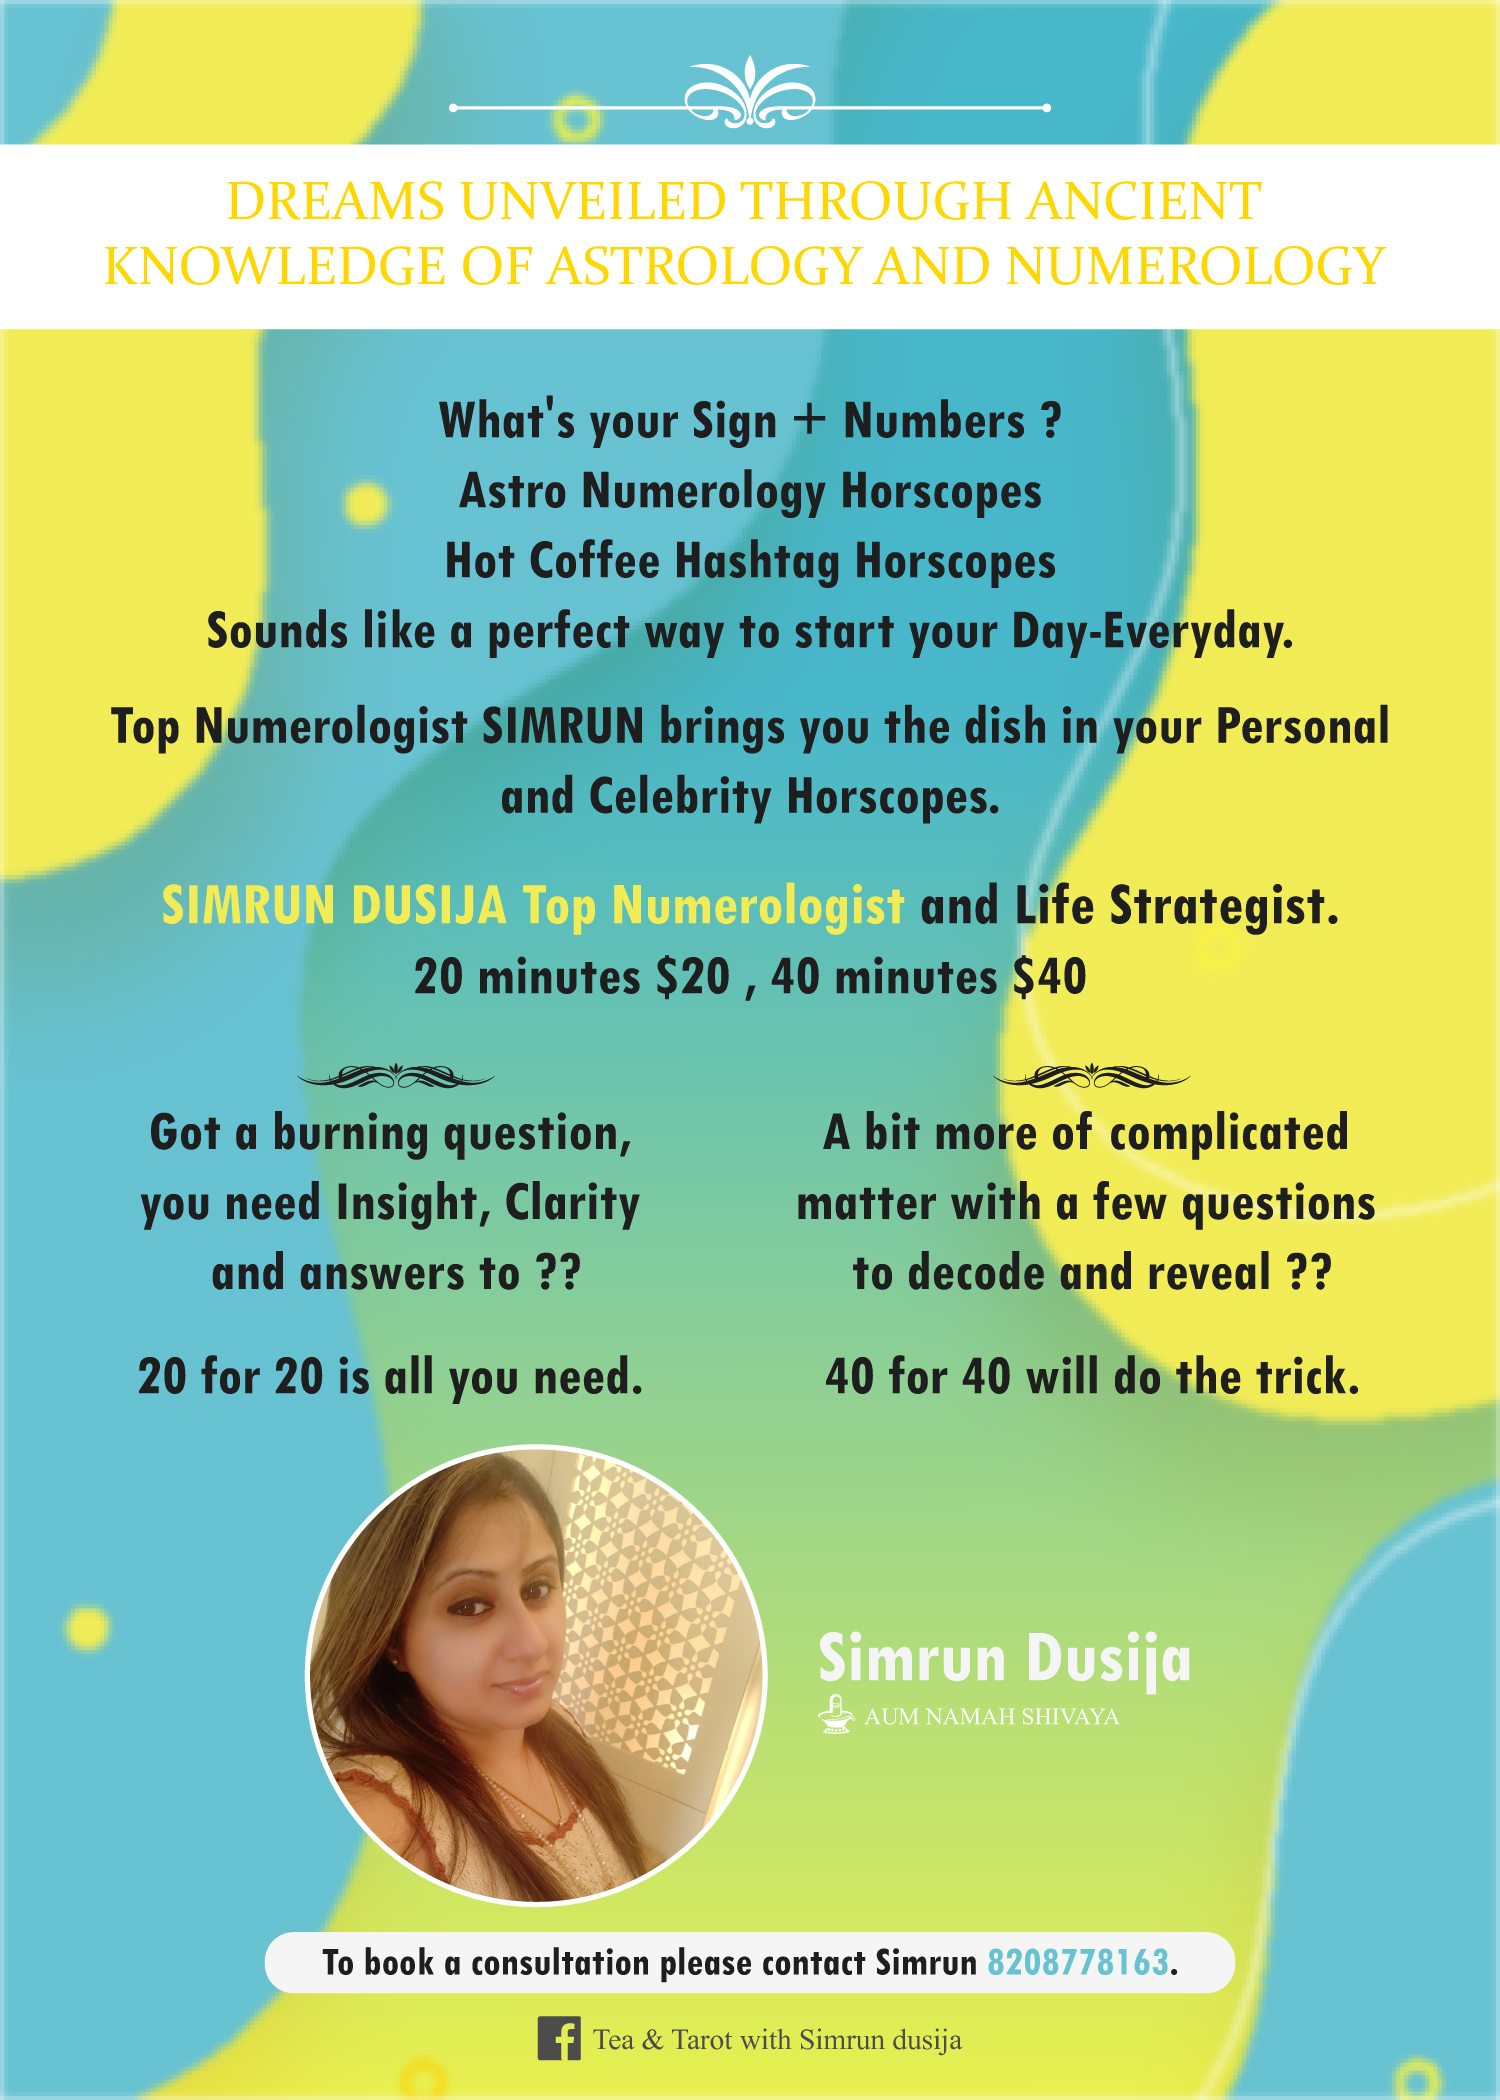 DREAMS UNVEILED THROUGH ANCIENT
KNOWLEDGE OF ASTROLOGY AND NUMEROLOGY
What's your Sign + Numbers ?
Astro Numerology Horscopes
Hot Coffee Hashtag Horscopes
Sounds like a perfect way to start your Day-Everyday.
Top Numerologist SIMRUN brings you the dish in your Personal
and Celebrity Horscopes.
SIMRUN DUSIJA Top Numerologist and Life Strategist.
20 minutes $20 , 40 minutes $40
Got a burning question,
you need Insight, Clarity
and answers to ??
20 for 20 is all you need.
A bit more of complicated
matter with a few questions
to decode and reveal ??
40 for 40 will do the trick.
Simrun Dusija
AUM NAMAH SHIVAYA
To book a consultation please contact Simrun 8208778163.
Tea & Tarot with Simrun dusija